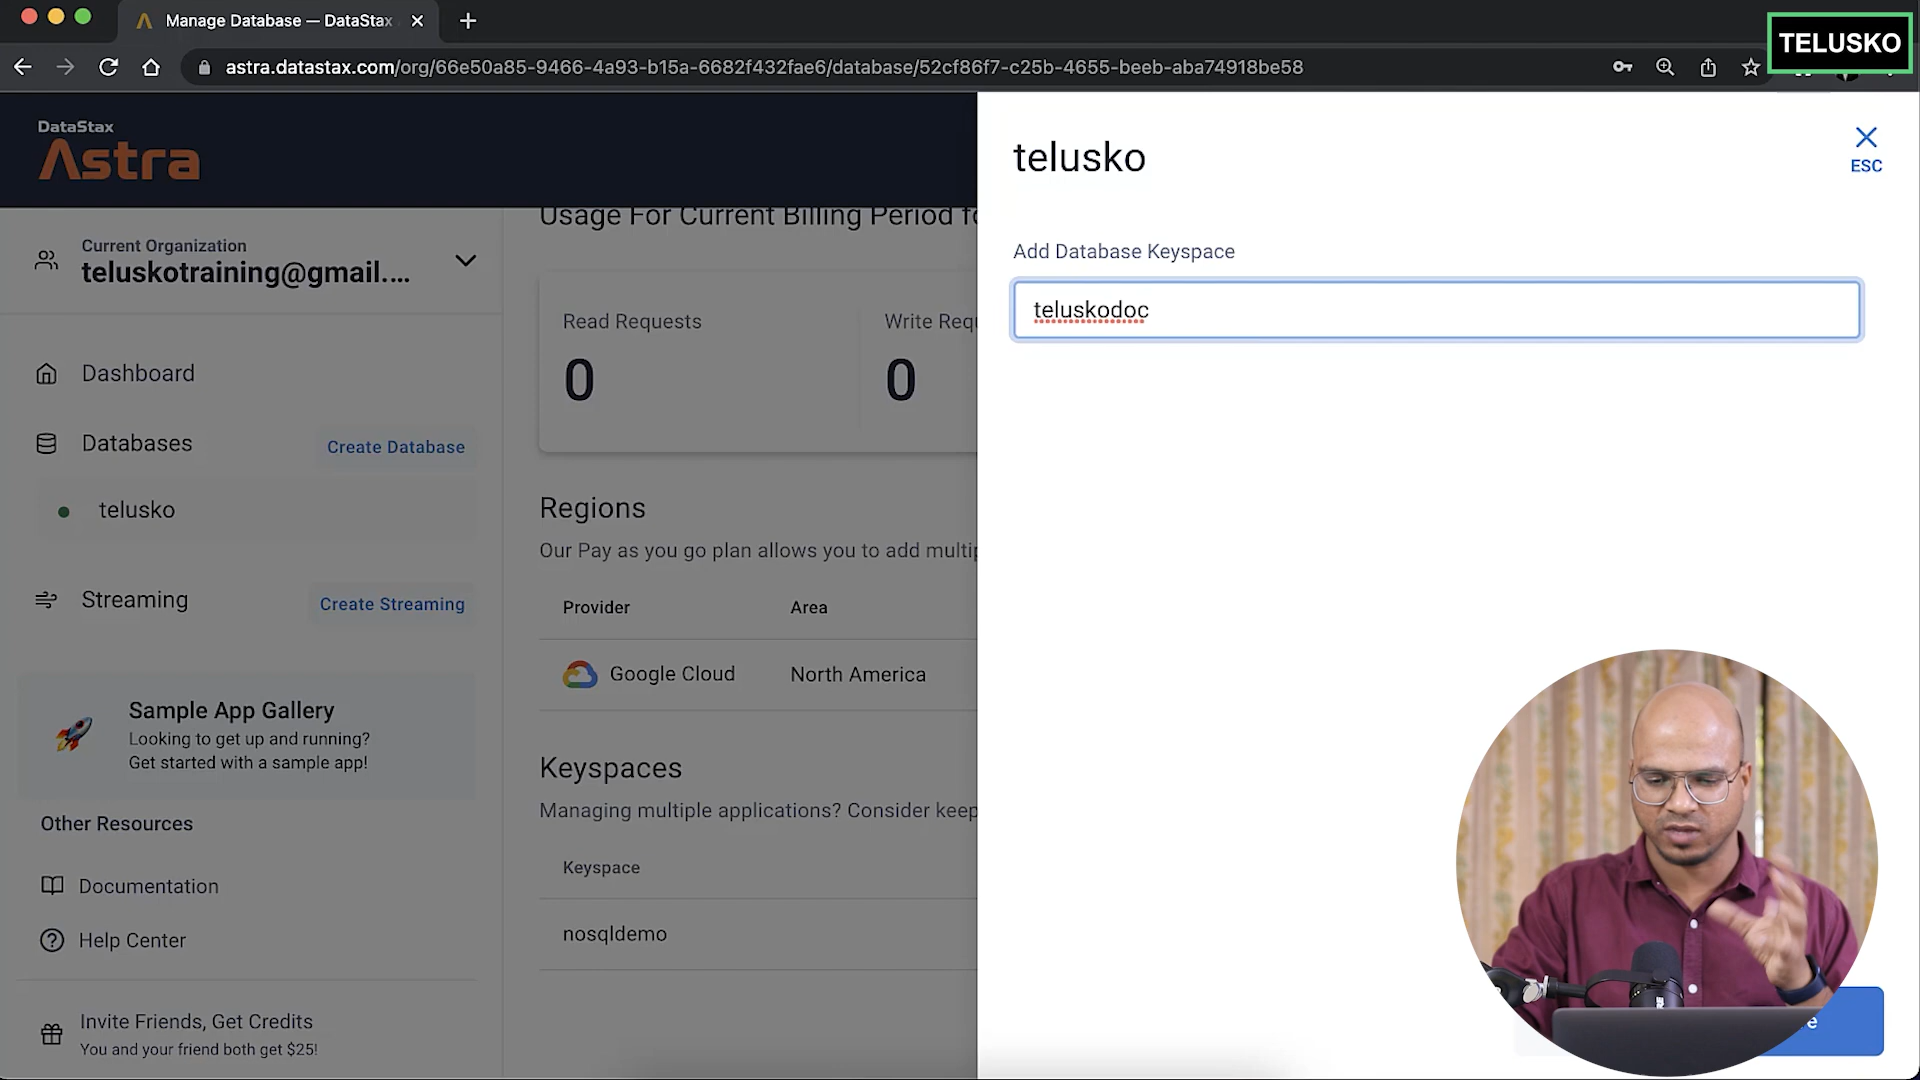 Manage Database — DataStax
TELUSKO
astra.datastax.com/org/66e50a85-9466-4a93-b15a-6682f432fae6/database/52cf86f7-c25b-4655-beeb-aba74918be58
DataStax
Astra
Current Organization
teluskotraining@gmail....
Dashboard
Databases
Create Database
telusko
Streaming
Create Streaming
Sample App Gallery
Looking to get up and running?
Get started with a sample app!
Other Resources
Documentation
Help Center
Invite Friends, Get Credits
You and your friend both get $25!
Usage For Current Billing Period
Read Requests
Write
0
0
Regions
Our Pay as you go plan allows you to add
Provider
Area
Google Cloud
North America
Keyspaces
Managing multiple applications? Consider
Keyspace
nosqldemo
telusko
ESC
Add Database Keyspace
teluskodoc